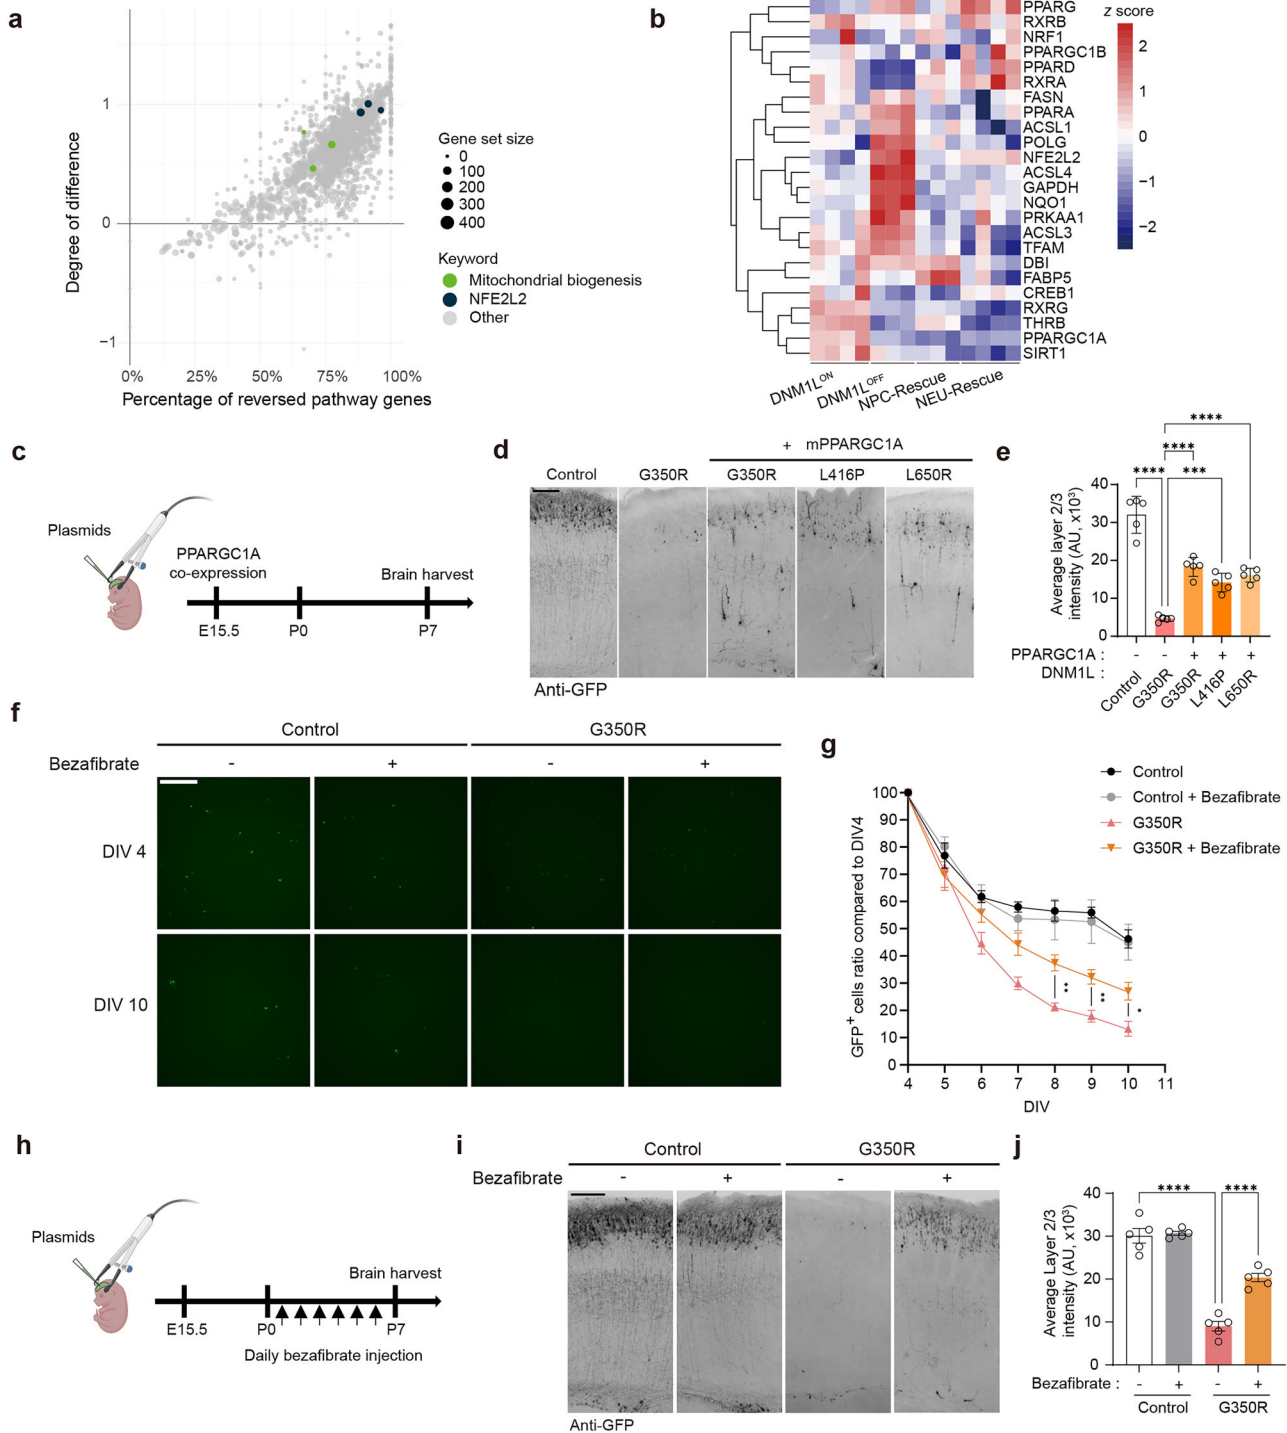 a
Degree of difference
1
0
−1
0%
25%
50%
75%
100%
Percentage of reversed pathway genes
Gene set size
0
100
200
300
400
Keyword
Mitochondrial biogenesis
NFE2L2
Other
b
PPARG
RXRB
NRF1
PPARGC1B
PPARD
RXRA
FASN
PPARA
ACSL1
POLG
NFE2L2
ACSL4
GAPDH
NQO1
PRKAA1
ACSL3
TFAM
DBI
FABP5
CREB1
RXRG
THRB
PPARGC1A
SIRT1
DNM1L^ON
DNM1L^OFF
NPC-Rescue
NEU-Rescue
z score
2
1
0
−1
−2
c
Plasmids
PPARGC1A
co-expression
Brain harvest
E15.5
P0
P7
d
+ mPPARGC1A
Control
G350R
G350R
L416P
L650R
Anti-GFP
e
****
****
****
***
Average layer 2/3
intensity (AU, x10³)
40
30
20
10
0
PPARGC1A : - - + + +
DNM1L :
Control
G350R
G350R
L416P
L650R
f
Control
G350R
Bezafibrate - + - +
DIV 4
DIV 10
g
GFP⁺ cells ratio compared to DIV4
100
90
80
70
60
50
40
30
20
10
0
4 5 6 7 8 9 10 11
DIV
Control
Control + Bezafibrate
G350R
G350R + Bezafibrate
**
**
*
h
Plasmids
Brain harvest
E15.5
P0
P7
Daily bezafibrate injection
i
Control
G350R
Bezafibrate - + - +
Anti-GFP
j
****
****
Average Layer 2/3
intensity (AU, x10³)
40
30
20
10
0
Bezafibrate : - + - +
Control
G350R